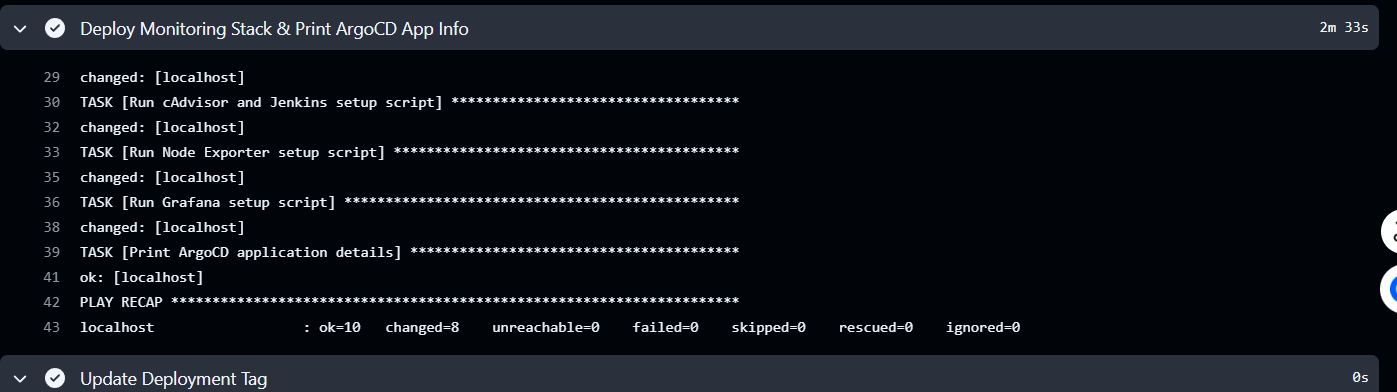 Deploy Monitoring Stack & Print ArgoCD App Info 2m 33s
29 changed: [localhost]
30 TASK [Run cAdvisor and Jenkins setup script] ***********************************
32 changed: [localhost]
33 TASK [Run Node Exporter setup script] ******************************************
35 changed: [localhost]
36 TASK [Run Grafana setup script] ************************************************
38 changed: [localhost]
39 TASK [Print ArgoCD application details] ****************************************
41 ok: [localhost]
42 PLAY RECAP *********************************************************************
43 localhost : ok=10 changed=8 unreachable=0 failed=0 skipped=0 rescued=0 ignored=0
Update Deployment Tag 0s